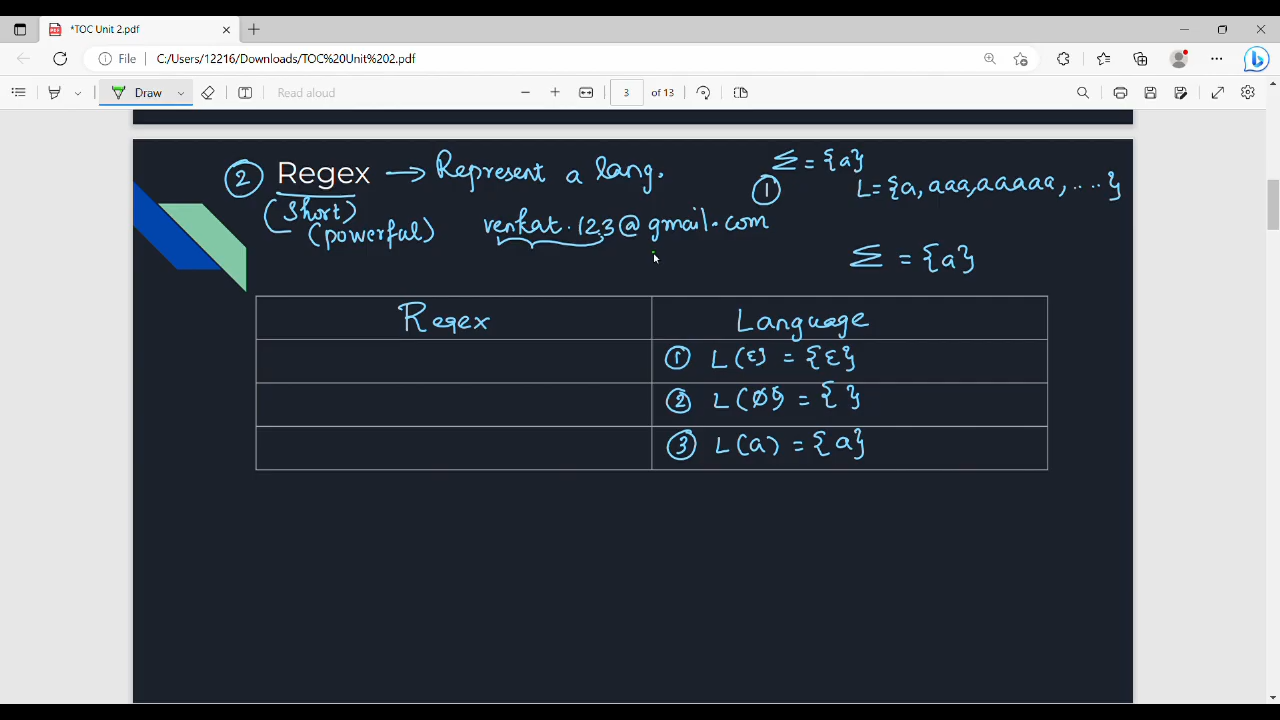 *TOC Unit 2.pdf
File C:/Users/12216/Downloads/TOC%20Unit%202.pdf
Draw Read aloud 3 of 13
② Regex → Represent a lang.
Σ = {a}
① L = {a, aaa, aaaaa, ....}
(Short)
(powerful) venkat.123@gmail.com
Σ = {a}
Regex Language
① L(ε) = {ε}
② L(Ø) = { }
③ L(a) = {a}